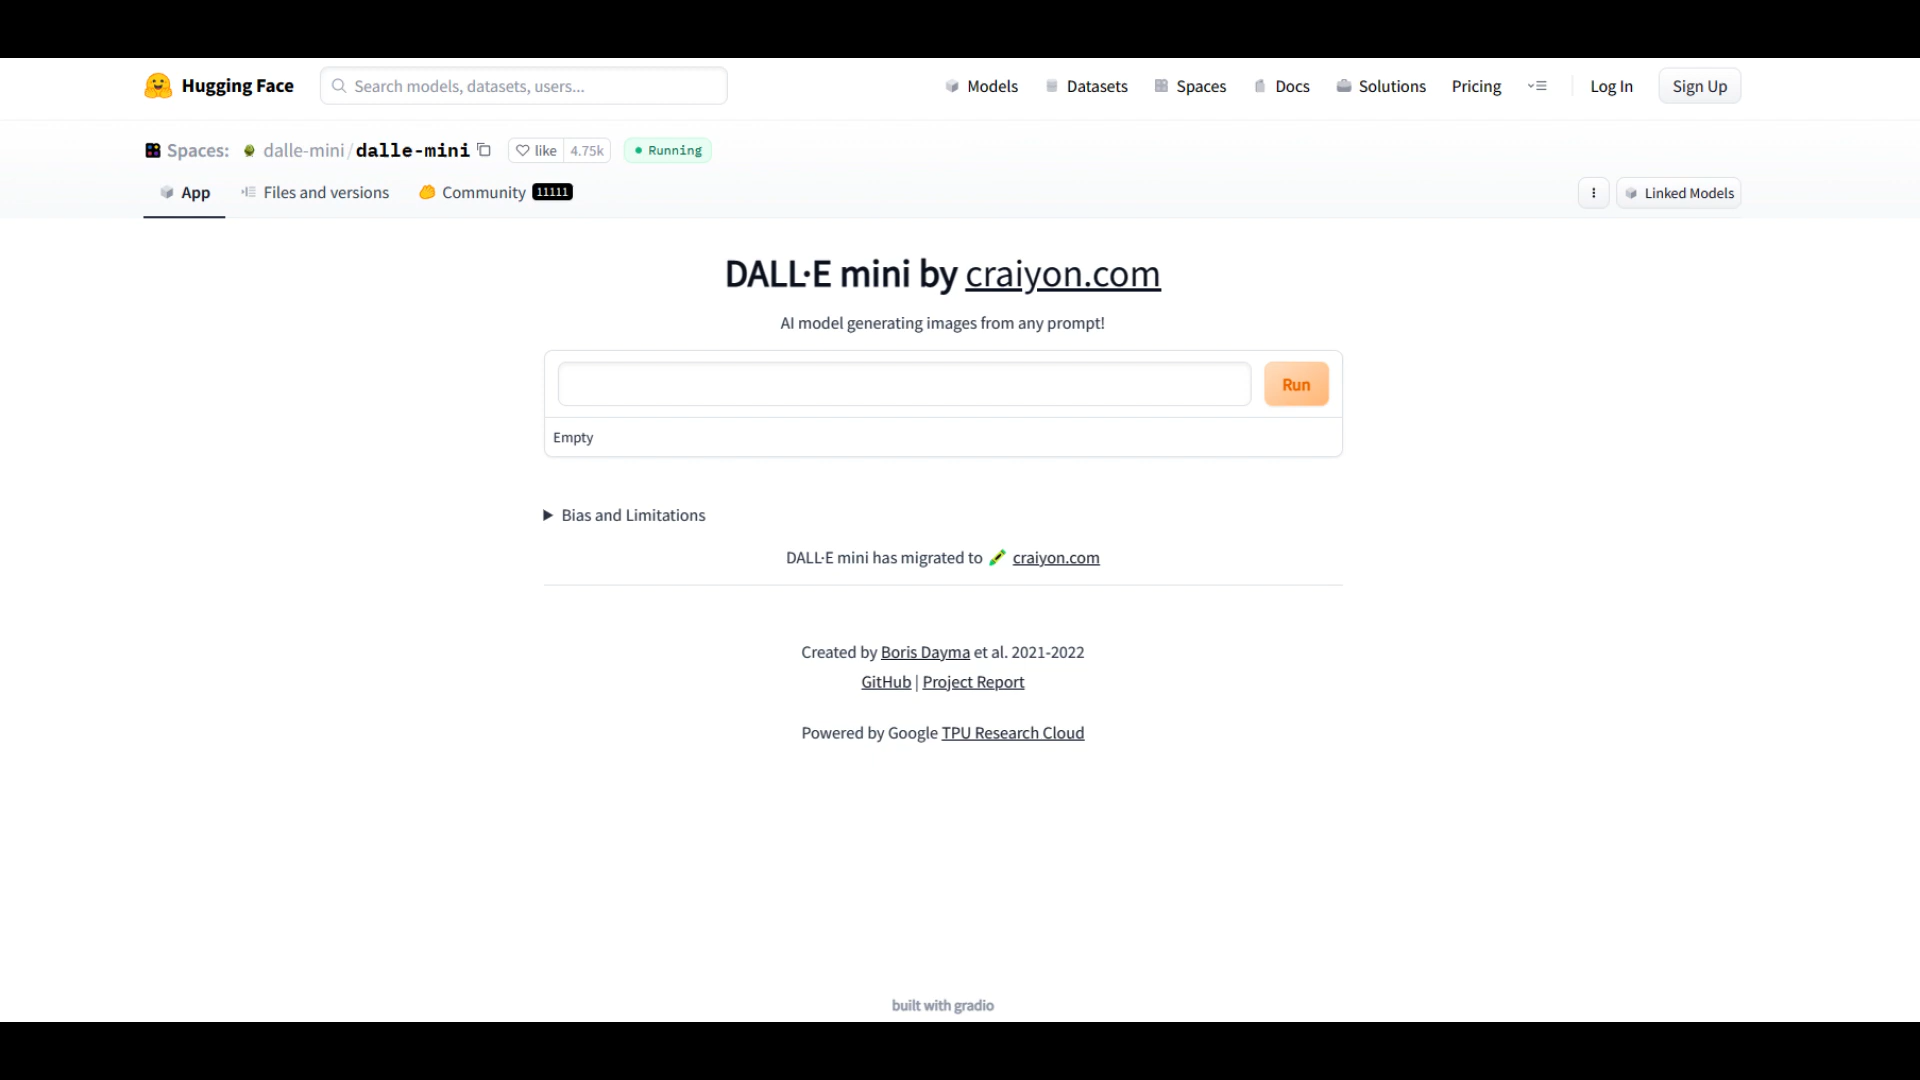 Hugging Face
Search models, datasets, users...
Models
Datasets
Spaces
Docs
Solutions
Pricing
Log In
Sign Up
Spaces: dalle-mini/dalle-mini
like 4.75k
Running
App
Files and versions
Community 11111
Linked Models
DALL·E mini by craiyon.com
AI model generating images from any prompt!
Run
Empty
Bias and Limitations
DALL·E mini has migrated to craiyon.com
Created by Boris Dayma et al. 2021-2022
GitHub | Project Report
Powered by Google TPU Research Cloud
built with gradio